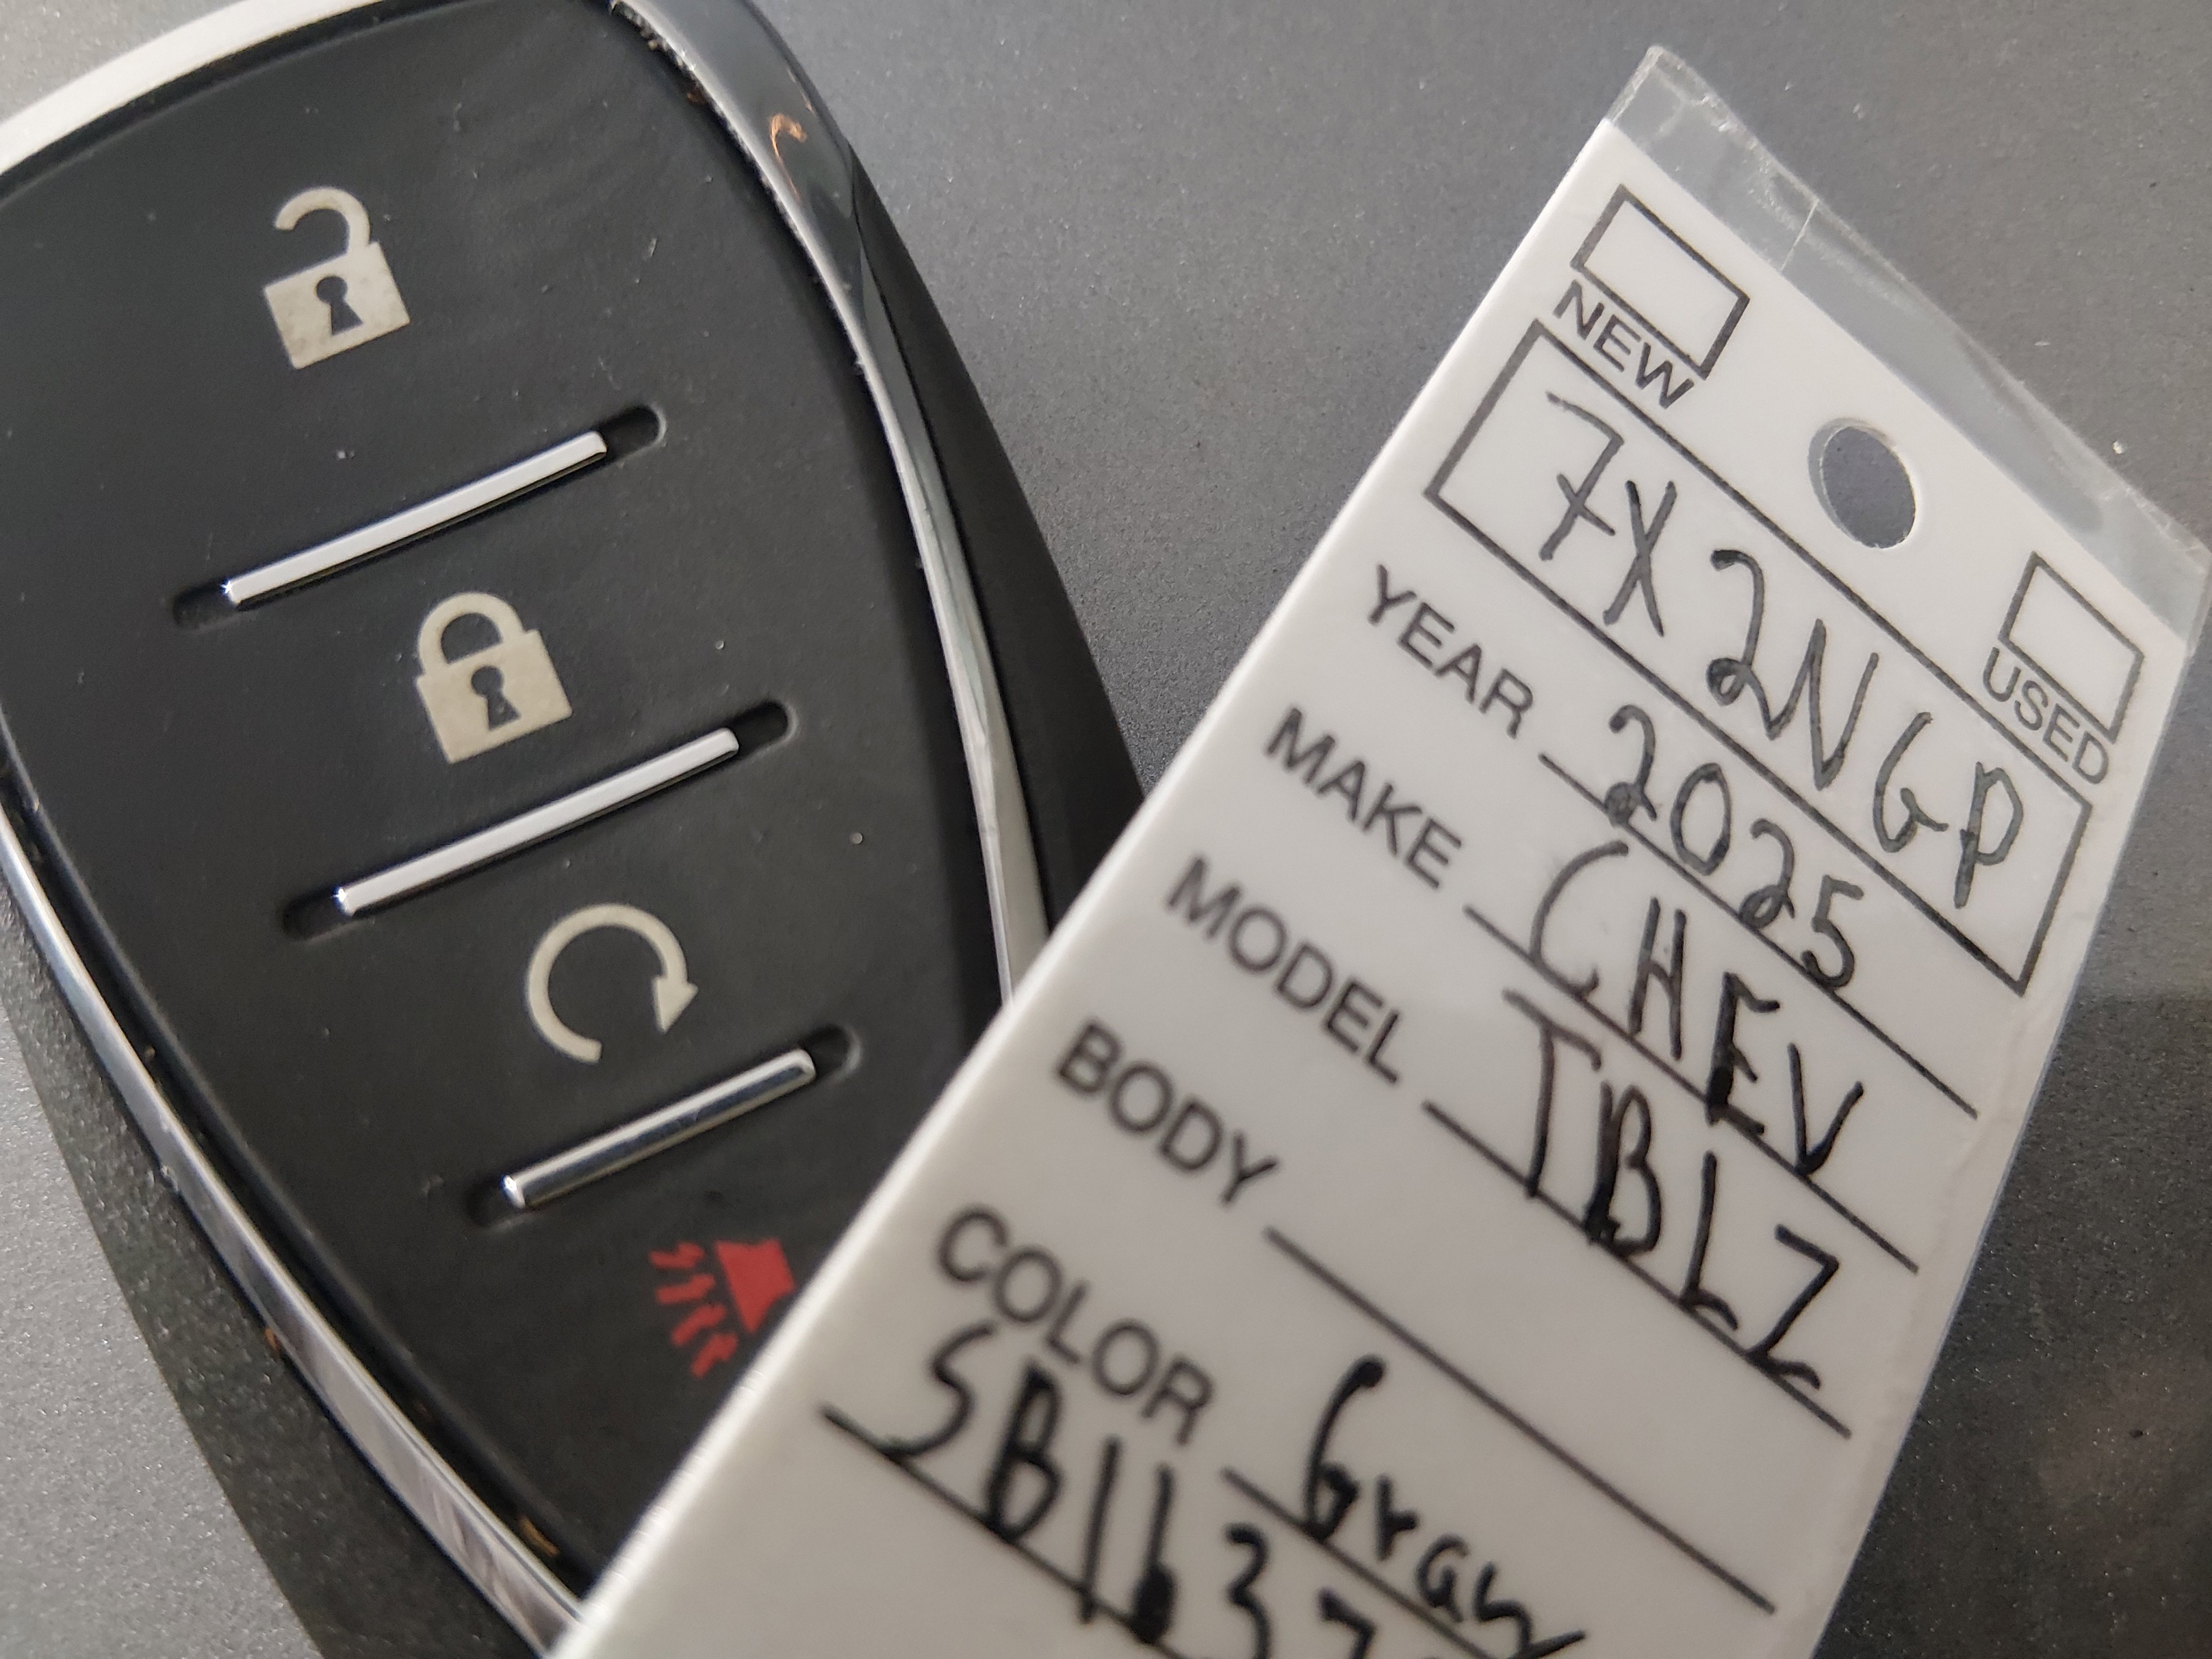 NEW
USED
7X2NGP
YEAR 2025
MAKE CHEV
MODEL TBLZ
BODY
COLOR Gray